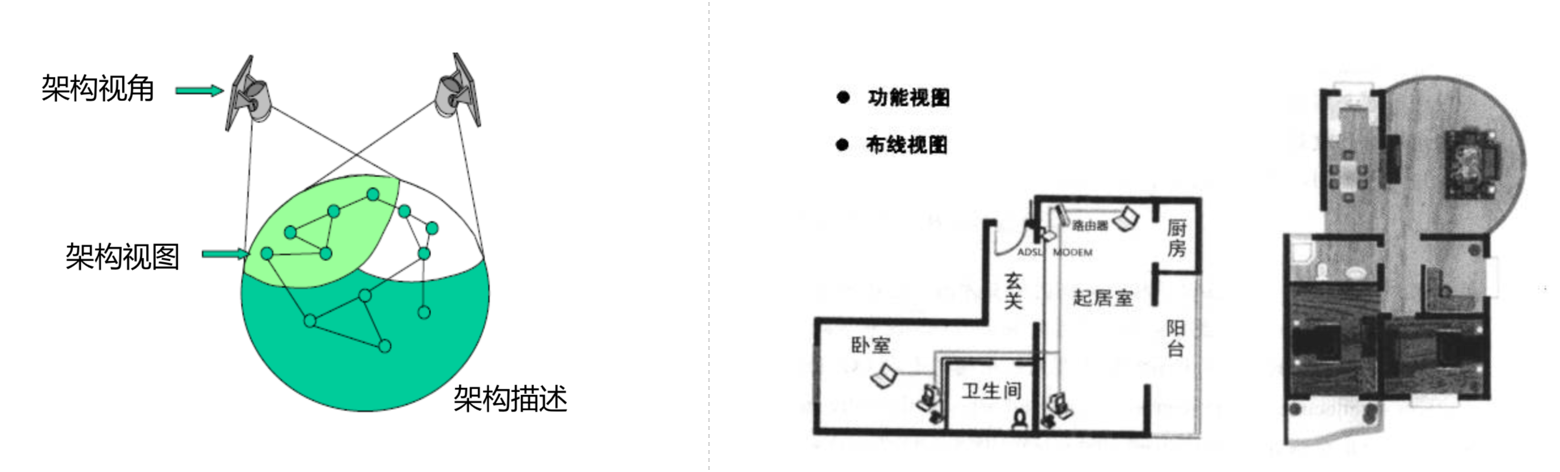 架构视角
架构视图
架构描述
● 功能视图
● 布线视图
路由器
ADSL MODEM
厨房
玄关
起居室
阳台
卧室
卫生间